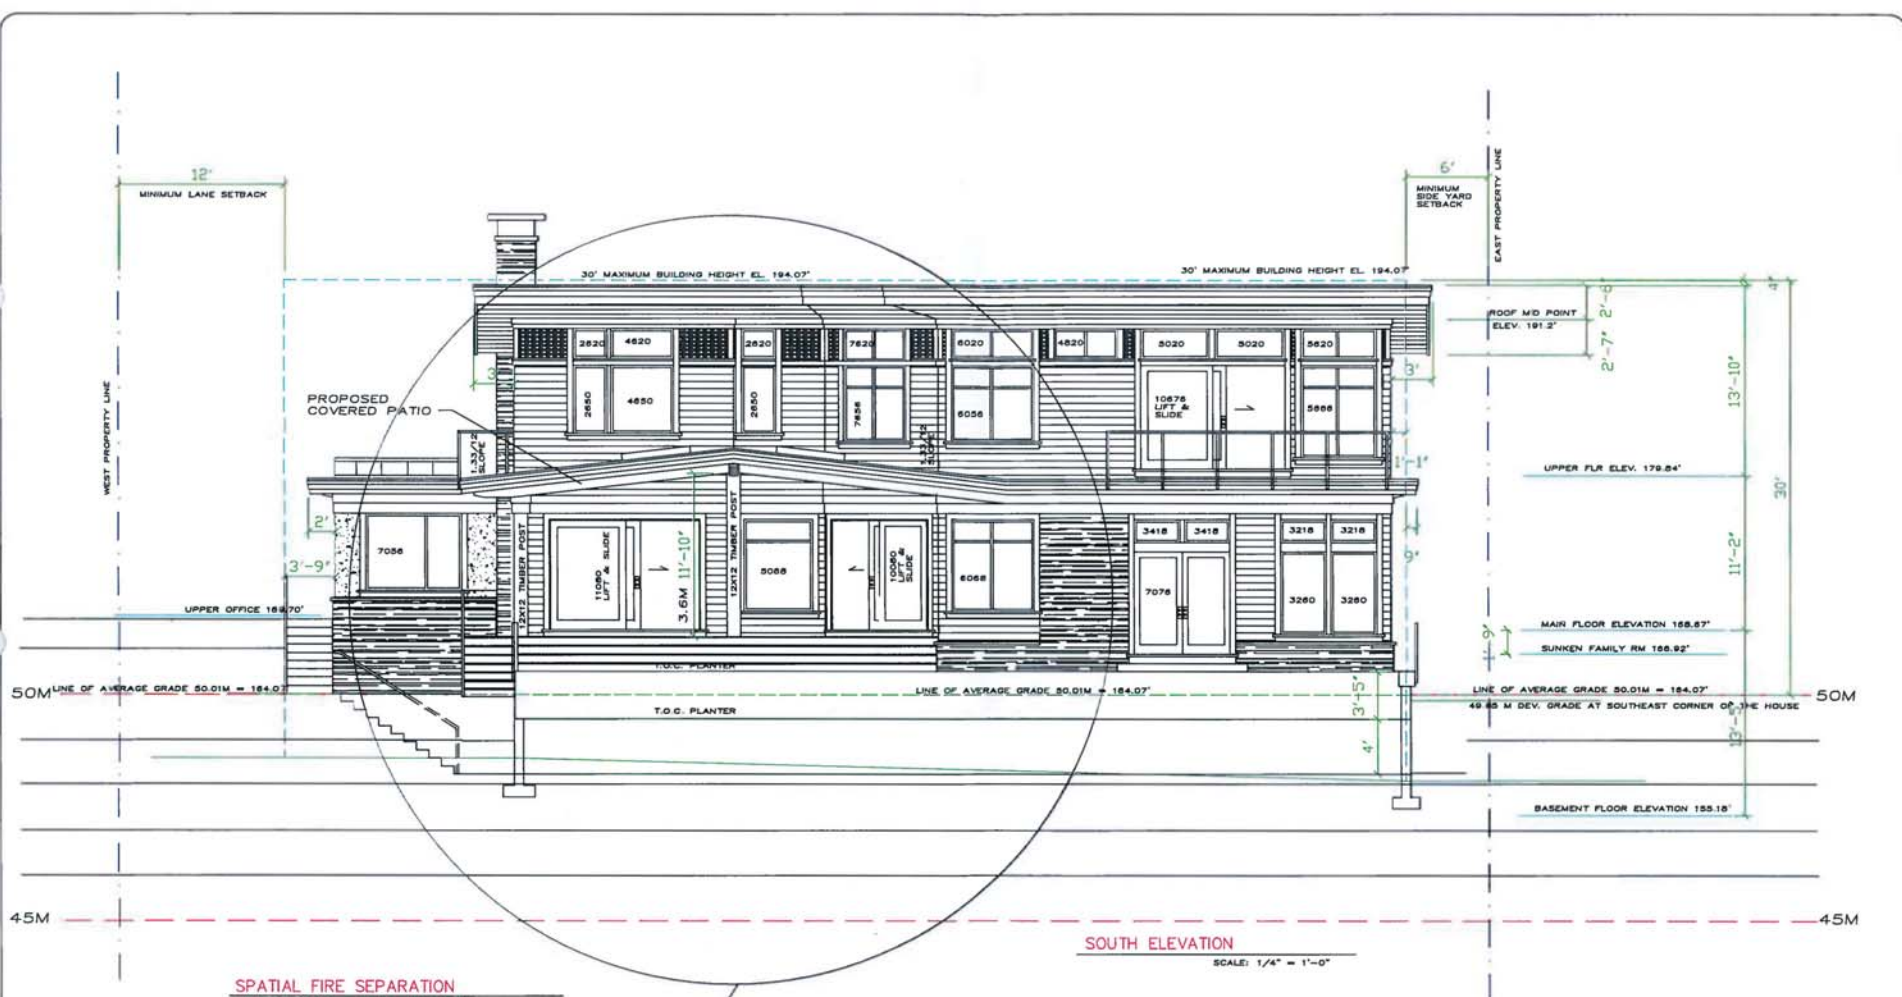 12'
MINIMUM LANE SETBACK
6'
MINIMUM
SIDE YARD
SETBACK
EAST PROPERTY LINE
30' MAXIMUM BUILDING HEIGHT EL. 194.07'
30' MAXIMUM BUILDING HEIGHT EL. 194.07'
4"
2'-6"
ROOF MID POINT
ELEV. 191.2'
2'-7"
13'-10"
2620
4620
2620
7620
6020
4820
5020
5020
5620
WEST PROPERTY LINE
3'
3'
PROPOSED
COVERED PATIO
2650
4650
2650
7656
6056
10676
LIFT &
SLIDE
5666
1.33/12
SLOPE
1.33/12
SLOPE
1'-1"
UPPER FLR ELEV. 179.84'
30'
2'
3'-9"
7056
12X12 TIMBER POST
11080
LIFT & SLIDE
3.6M
11'-10"
12X12 TIMBER POST
5068
10080
LIFT &
SLIDE
6068
3418
3418
7076
3218
3218
3260
3260
9"
11'-2"
UPPER OFFICE 169.70'
MAIN FLOOR ELEVATION 168.67'
1'-9"
SUNKEN FAMILY RM 166.92'
T.O.C. PLANTER
50M
LINE OF AVERAGE GRADE 50.01M = 164.07'
LINE OF AVERAGE GRADE 50.01M = 164.07'
LINE OF AVERAGE GRADE 50.01M = 164.07'
50M
3'-5"
T.O.C. PLANTER
M DEV. GRADE AT SOUTHEAST CORNER OF THE HOUSE
4'
BASEMENT FLOOR ELEVATION 155.18'
45M
45M
SOUTH ELEVATION
SCALE: 1/4" = 1'-0"
SPATIAL FIRE SEPARATION